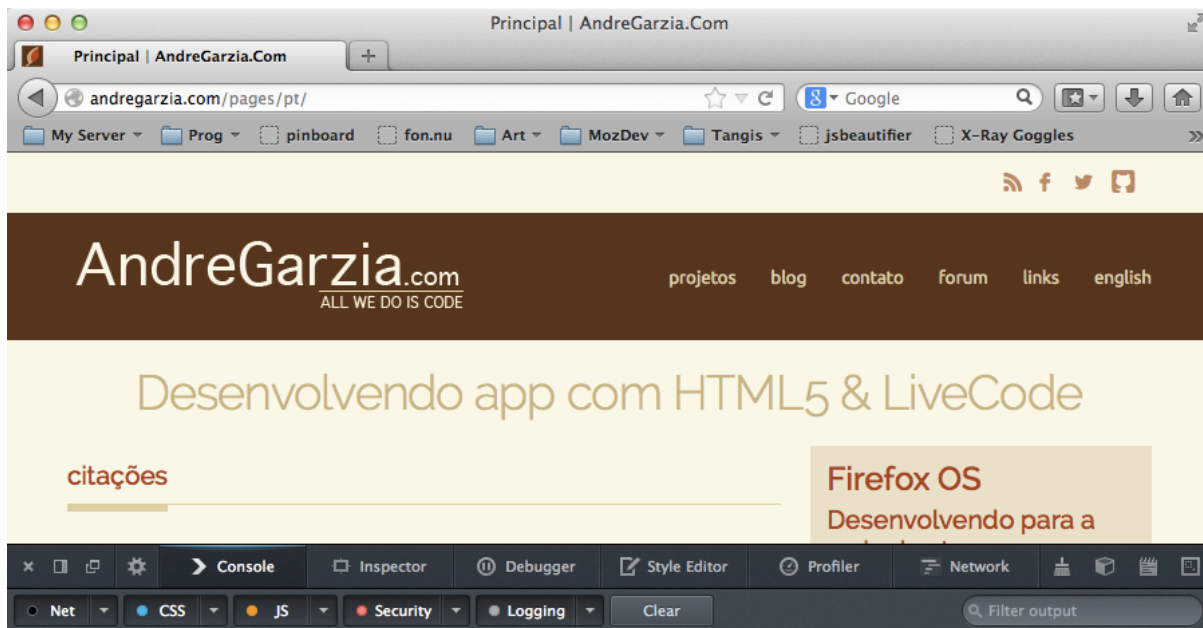 Principal | AndreGarzia.Com
Principal | AndreGarzia.Com
andregarzia.com/pages/pt/
Google
My Server Prog pinboard fon.nu Art MozDev Tangis jsbeautifier X-Ray Goggles
AndreGarzia.com
ALL WE DO IS CODE
projetos blog contato forum links english
Desenvolvendo app com HTML5 & LiveCode
citações
Firefox OS
Desenvolvendo para a
Console Inspector Debugger Style Editor Profiler Network
Net CSS JS Security Logging Clear Filter output